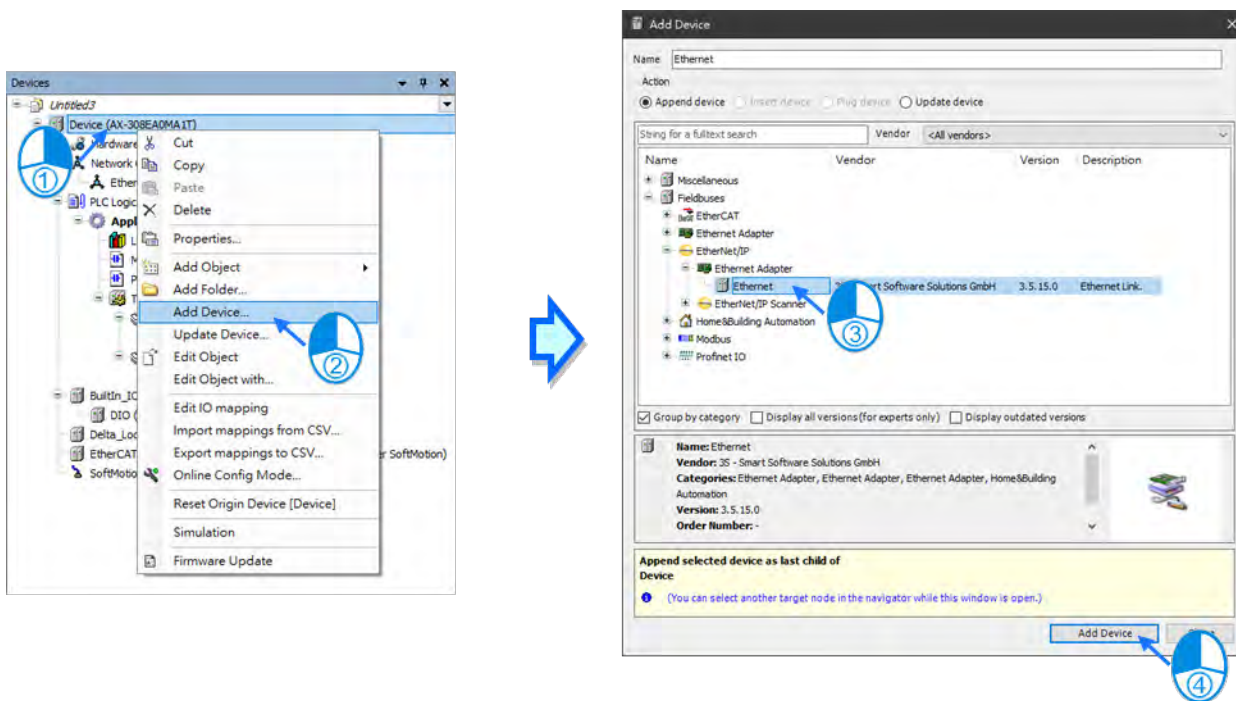 Devices
Untitled3
Device (AX-308EA0MA1T)
Hardware
Network
Ether
PLC Logic
Appl
L
M
P
T
S
S
BuiltIn_IO
DIO (
Delta_Loc
EtherCAT
r SoftMotion)
SoftMotio
Cut
Copy
Paste
Delete
Properties...
Add Object
Add Folder...
Add Device...
Update Device...
Edit Object
Edit Object with...
Edit IO mapping
Import mappings from CSV...
Export mappings to CSV...
Online Config Mode...
Reset Origin Device [Device]
Simulation
Firmware Update
①
②
Add Device
Name Ethernet
Action
Append device Insert device Plug device Update device
String for a fulltext search Vendor <All vendors>
Name Vendor Version Description
Miscellaneous
Fieldbuses
EtherCAT
Ethernet Adapter
EtherNet/IP
Ethernet Adapter
Ethernet 3S - Smart Software Solutions GmbH 3.5.15.0 Ethernet Link.
EtherNet/IP Scanner
Home&Building Automation
Modbus
Profinet IO
③
Group by category Display all versions (for experts only) Display outdated versions
Name: Ethernet
Vendor: 3S - Smart Software Solutions GmbH
Categories: Ethernet Adapter, Ethernet Adapter, Ethernet Adapter, Home&Building
Automation
Version: 3.5.15.0
Order Number: -
Append selected device as last child of
Device
(You can select another target node in the navigator while this window is open.)
Add Device
④